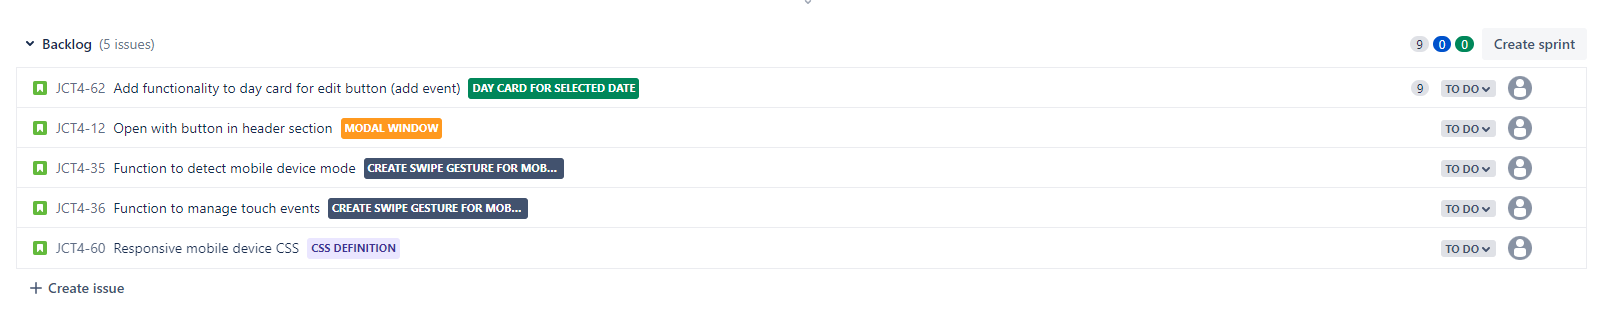 Backlog (5 issues) 9 0 0 Create sprint
JCT4-62 Add functionality to day card for edit button (add event) DAY CARD FOR SELECTED DATE 9 TO DO
JCT4-12 Open with button in header section MODAL WINDOW TO DO
JCT4-35 Function to detect mobile device mode CREATE SWIPE GESTURE FOR MOB... TO DO
JCT4-36 Function to manage touch events CREATE SWIPE GESTURE FOR MOB... TO DO
JCT4-60 Responsive mobile device CSS CSS DEFINITION TO DO
+ Create issue